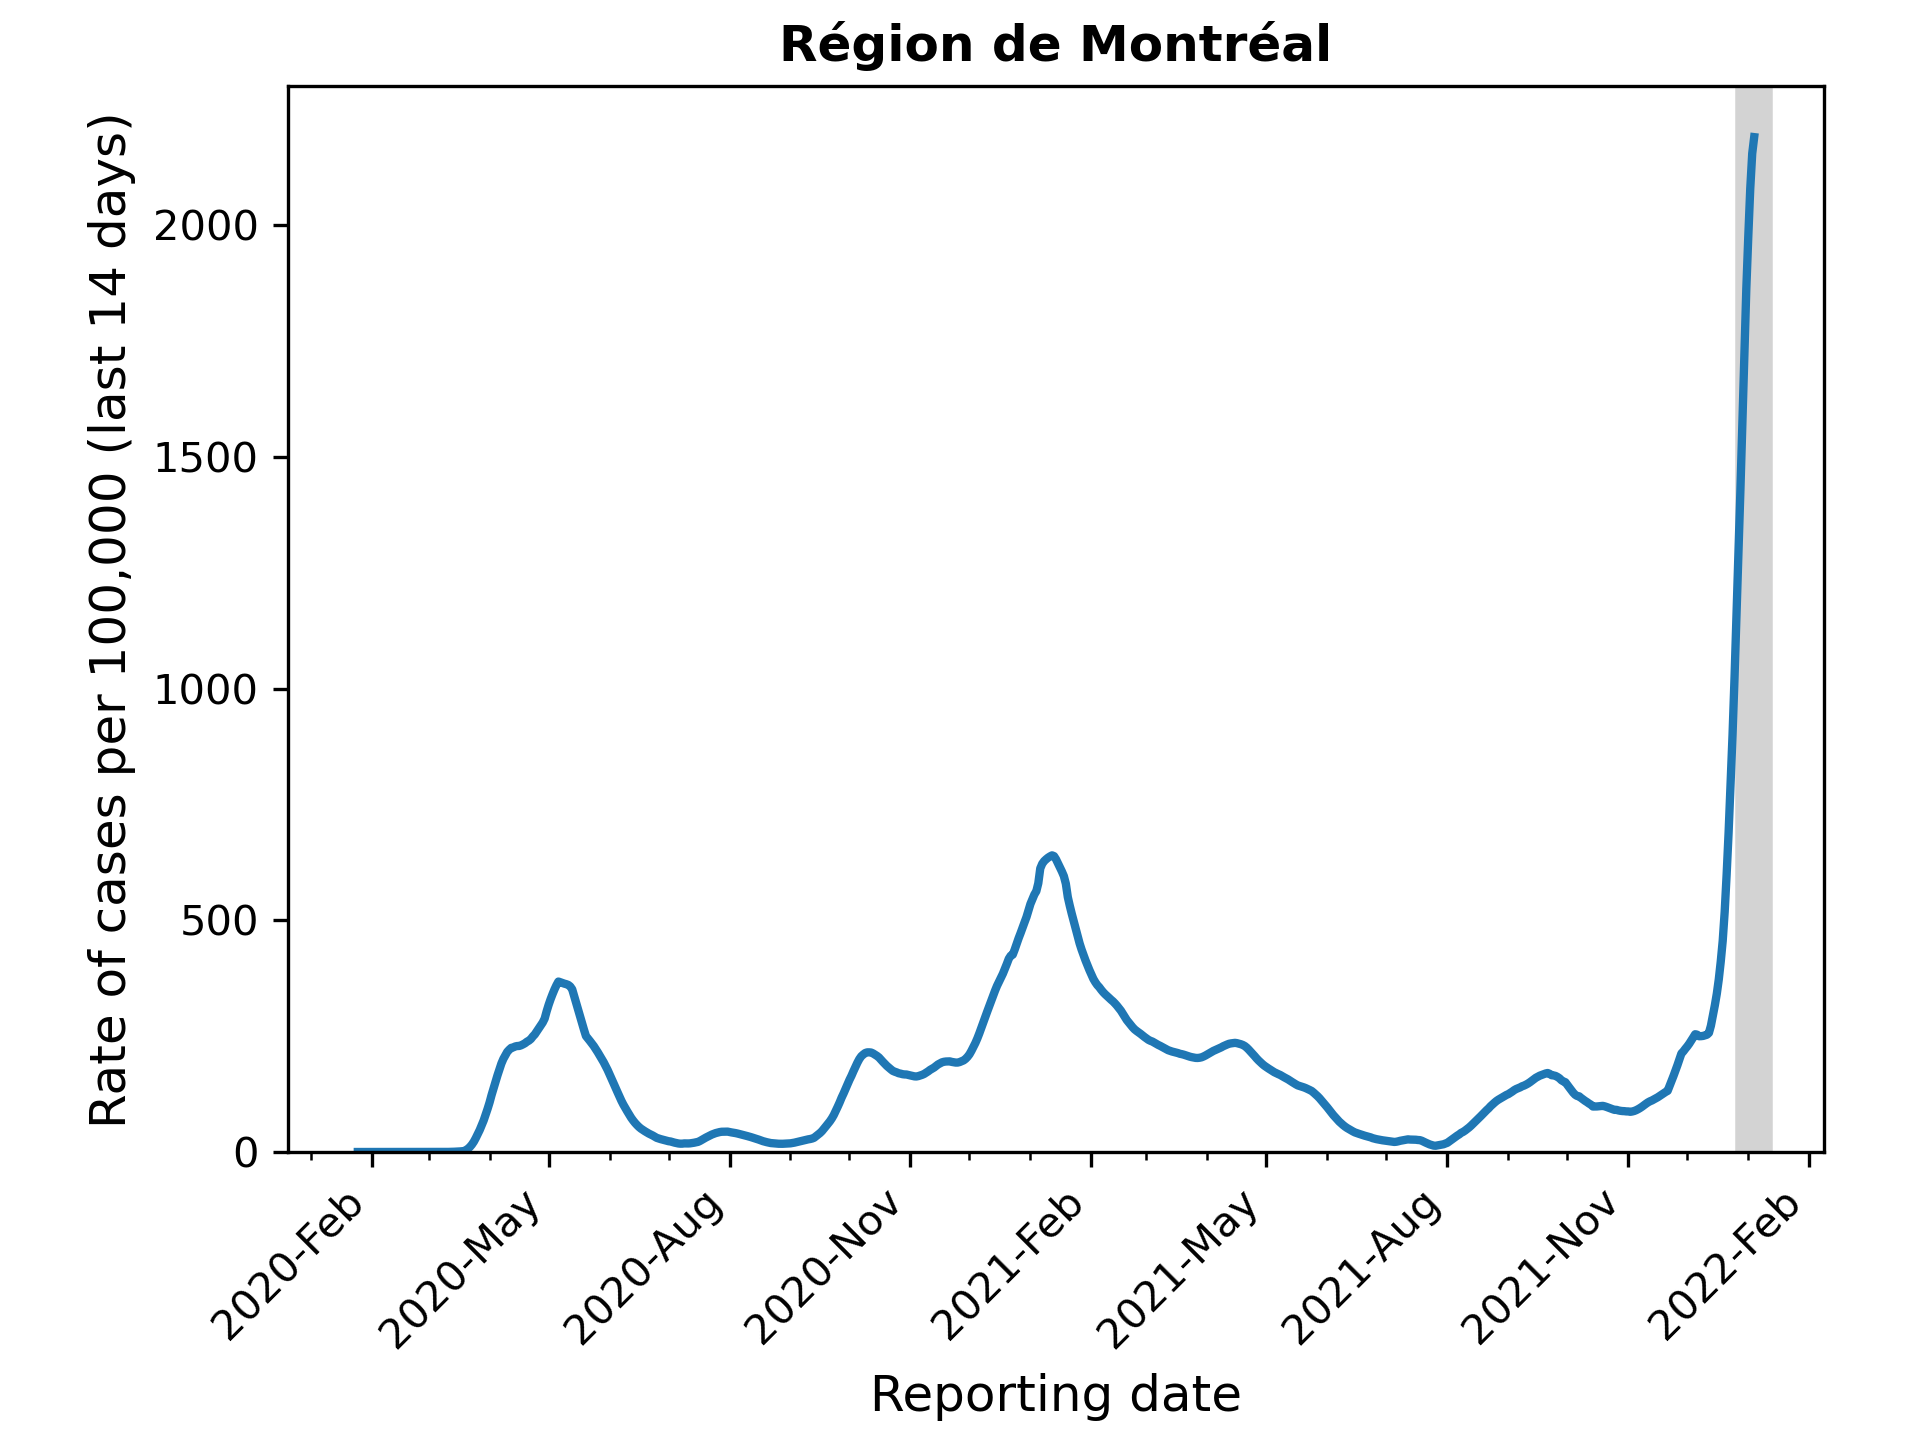 Région de Montréal
Rate of cases per 100,000 (last 14 days)
2000
1500
1000
500
0
2020-Feb
2020-May
2020-Aug
2020-Nov
2021-Feb
2021-May
2021-Aug
2021-Nov
2022-Feb
Reporting date